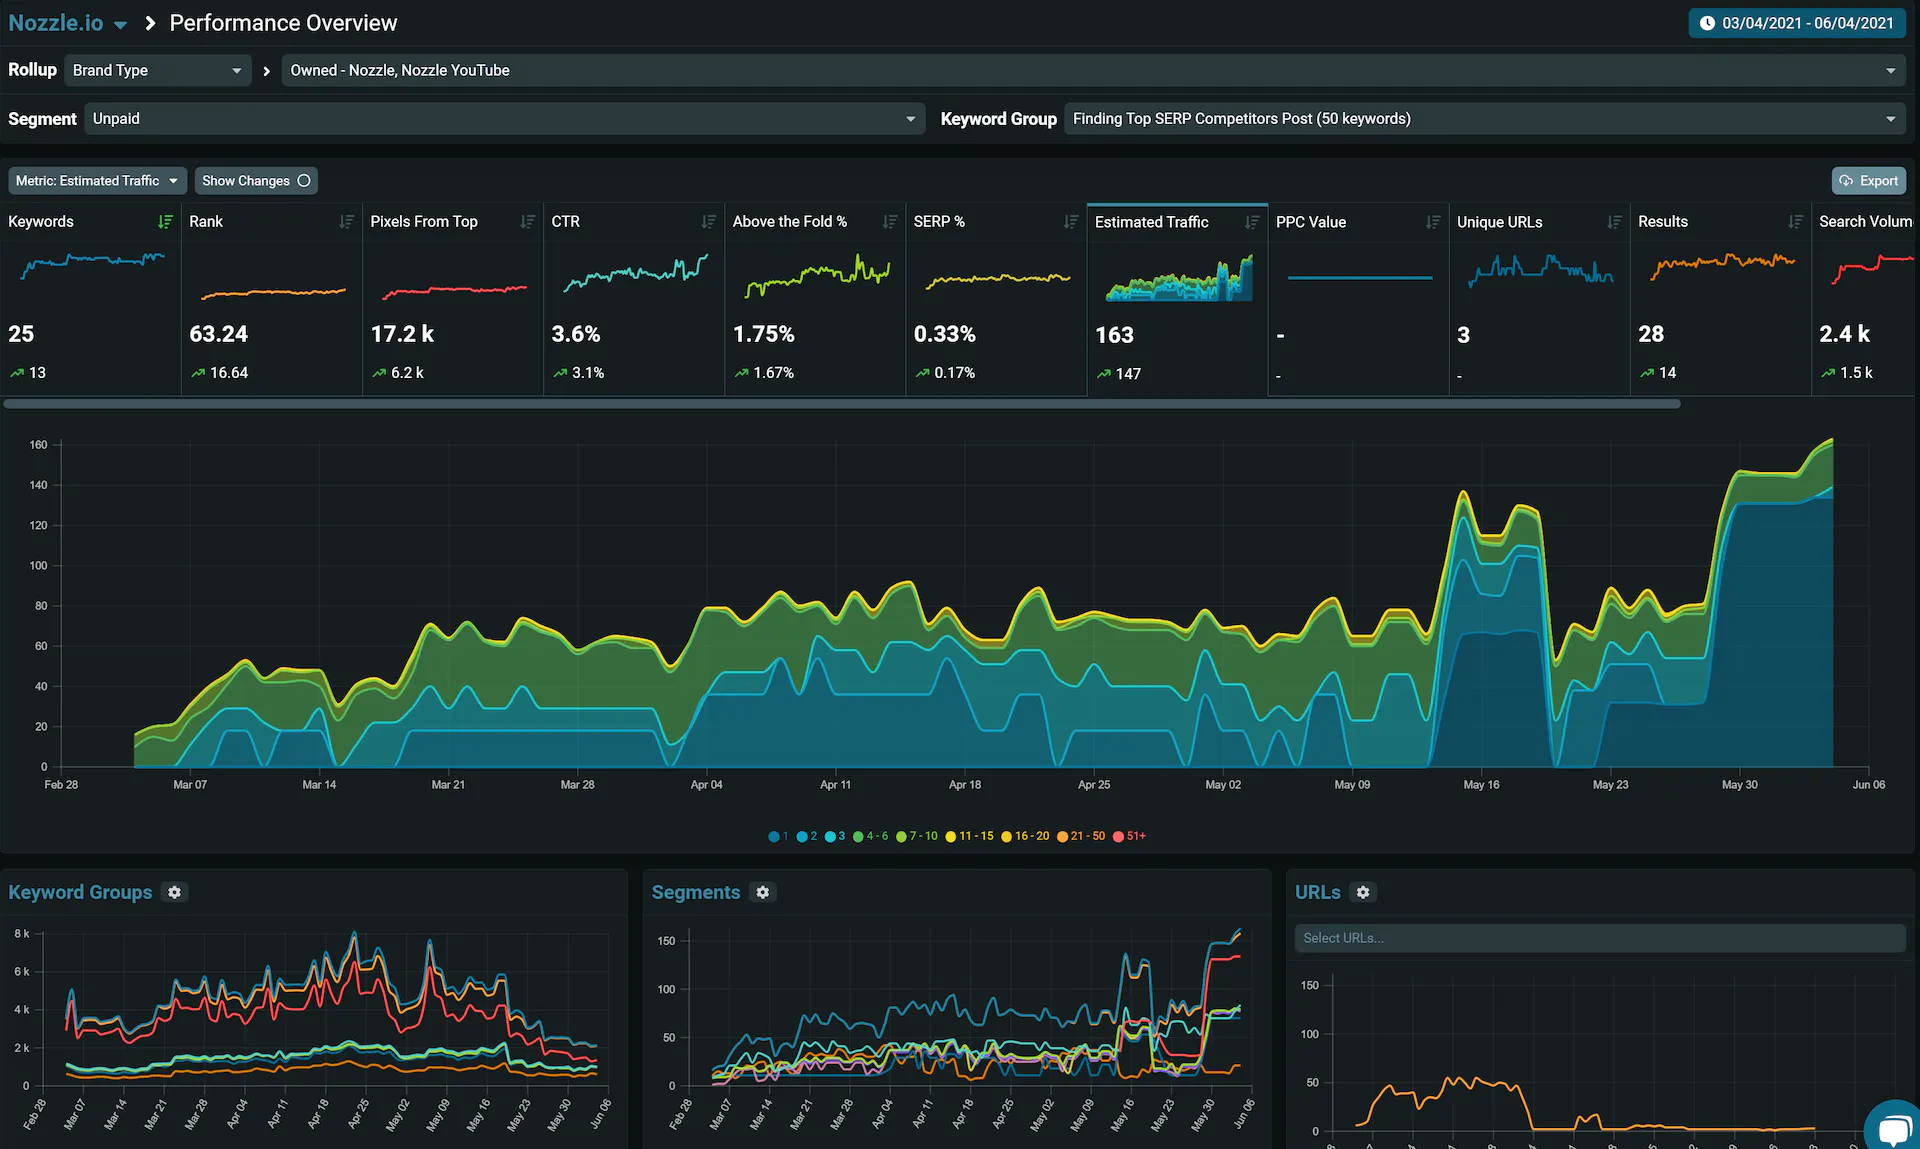 Nozzle.io Performance Overview 03/04/2021 - 06/04/2021
Rollup Brand Type Owned - Nozzle, Nozzle YouTube
Segment Unpaid Keyword Group Finding Top SERP Competitors Post (50 keywords)
Metric: Estimated Traffic Show Changes Export
Keywords Rank Pixels From Top CTR Above the Fold % SERP % Estimated Traffic PPC Value Unique URLs Results Search Volum
25 63.24 17.2 k 3.6% 1.75% 0.33% 163 - 3 28 2.4 k
13 16.64 6.2 k 3.1% 1.67% 0.17% 147 - - 14 1.5 k
160
140
120
100
80
60
40
20
0
Feb 28 Mar 07 Mar 14 Mar 21 Mar 28 Apr 04 Apr 11 Apr 18 Apr 25 May 02 May 09 May 16 May 23 May 30 Jun 06
1 2 3 4 - 6 7 - 10 11 - 15 16 - 20 21 - 50 51+
Keyword Groups
8 k
6 k
4 k
2 k
0
Feb 28 Mar 07 Mar 14 Mar 21 Mar 28 Apr 04 Apr 11 Apr 18 Apr 25 May 02 May 09 May 16 May 23 May 30 Jun 06
Segments
150
100
50
0
Feb 28 Mar 07 Mar 14 Mar 21 Mar 28 Apr 04 Apr 11 Apr 18 Apr 25 May 02 May 09 May 16 May 23 May 30 Jun 06
URLs
Select URLs...
150
100
50
0